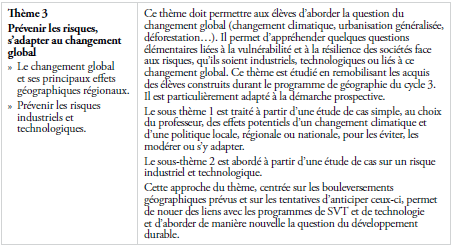 Thème 3
Prévenir les risques,
s'adapter au changement
global
» Le changement global
et ses principaux effets
géographiques régionaux.
» Prévenir les risques
industriels et
technologiques.
Ce thème doit permettre aux élèves d'aborder la question du
changement global (changement climatique, urbanisation généralisée,
déforestation…). Il permet d'appréhender quelques questions
élémentaires liées à la vulnérabilité et à la résilience des sociétés face
aux risques, qu'ils soient industriels, technologiques ou liés à ce
changement global. Ce thème est étudié en remobilisant les acquis
des élèves construits durant le programme de géographie du cycle 3.
Il est particulièrement adapté à la démarche prospective.
Le sous thème 1 est traité à partir d'une étude de cas simple, au choix
du professeur, des effets potentiels d'un changement climatique et
d'une politique locale, régionale ou nationale, pour les éviter, les
modérer ou s'y adapter.
Le sous-thème 2 est abordé à partir d'une étude de cas sur un risque
industriel et technologique.
Cette approche du thème, centrée sur les bouleversements
géographiques prévus et sur les tentatives d'anticiper ceux-ci, permet
de nouer des liens avec les programmes de SVT et de technologie
et d'aborder de manière nouvelle la question du développement
durable.